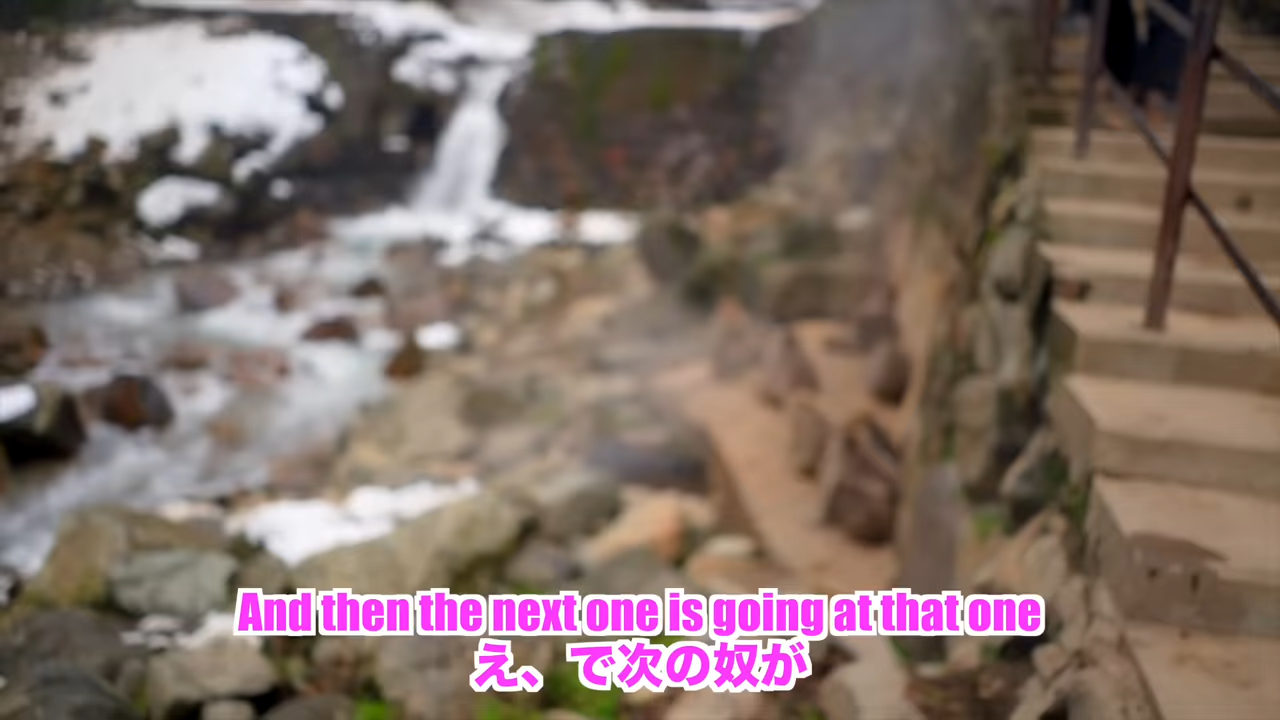 And then the next one is going at that one
え、で次の奴が